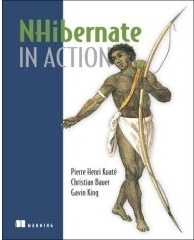 NHibernate
IN ACTION
Pierre Henri Kuaté
Christian Bauer
Gavin King
MANNING